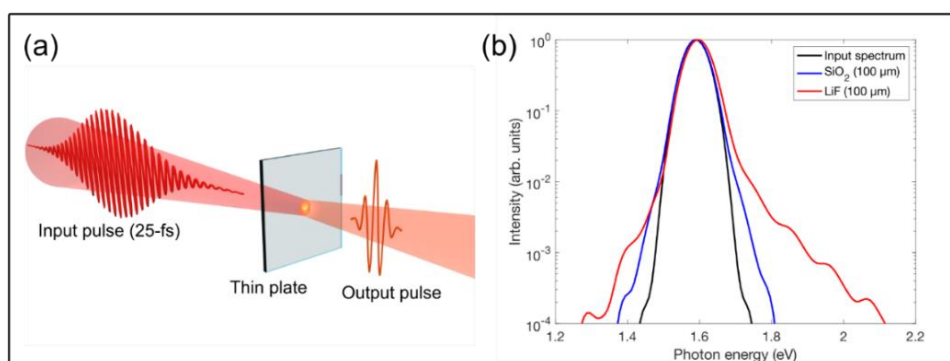 (a)
Input pulse (25-fs)
Thin plate
Output pulse
(b)
Intensity (arb. units)
10⁰
10⁻¹
10⁻²
10⁻³
10⁻⁴
1.2 1.4 1.6 1.8 2 2.2
Photon energy (eV)
Input spectrum
SiO₂ (100 μm)
LiF (100 μm)